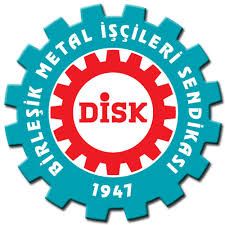 BİRLEŞİK METAL İŞÇİLERİ SENDİKASI
DİSK
1947